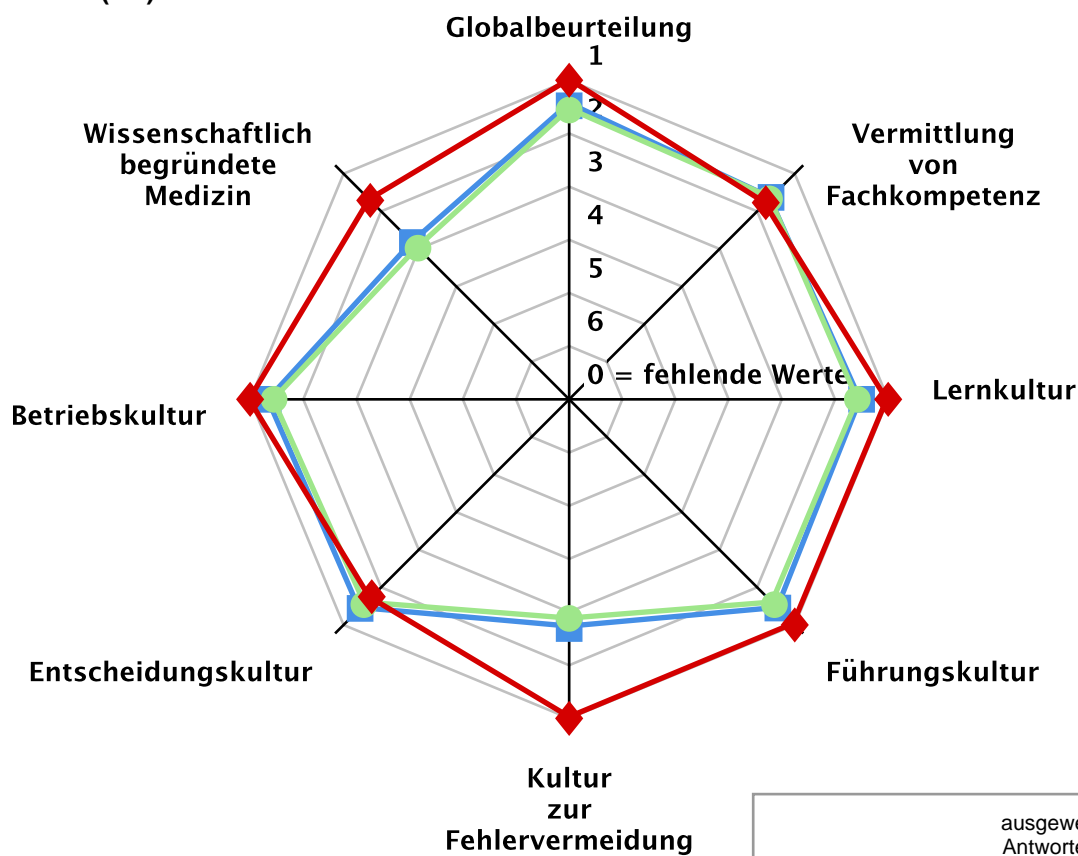 Globalbeurteilung
1
2
3
4
5
6
0 = fehlende Werte
Vermittlung
von
Fachkompetenz
Lernkultur
Führungskultur
Kultur
zur
Fehlervermeidung
Entscheidungskultur
Betriebskultur
Wissenschaftlich
begründete
Medizin